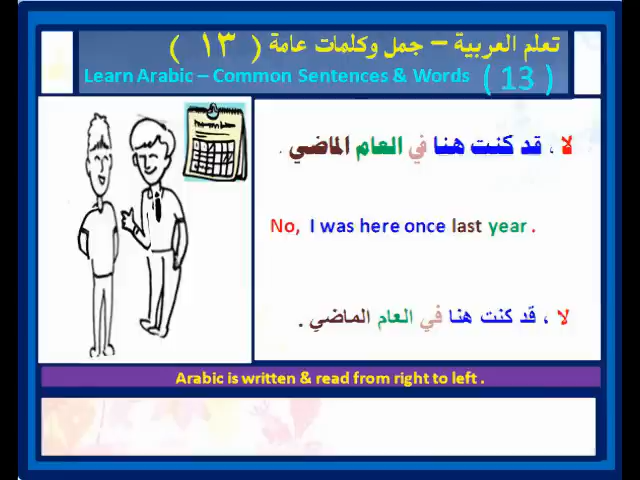 تعلم العربية – جمل وكلمات عامة ( ١٣ )
Learn Arabic – Common Sentences & Words ( 13 )
لا ، قد كنت هنا في العام الماضي .
No, I was here once last year .
لا ، قد كنت هنا في العام الماضي .
Arabic is written & read from right to left .